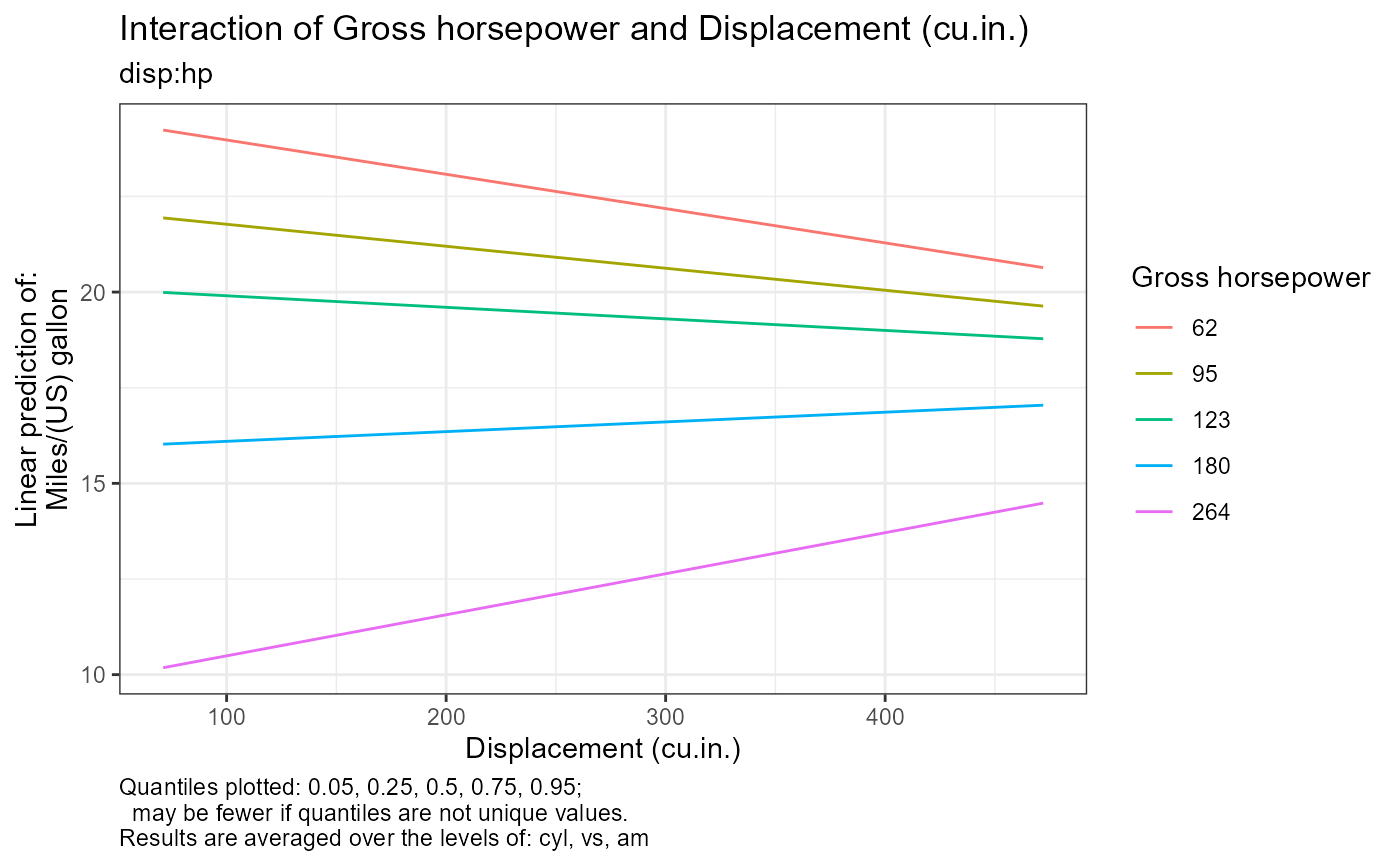 Interaction of Gross horsepower and Displacement (cu.in.)
disp:hp
Linear prediction of:
Miles/(US) gallon
20
15
10
100
200
300
400
Displacement (cu.in.)
Gross horsepower
62
95
123
180
264
Quantiles plotted: 0.05, 0.25, 0.5, 0.75, 0.95;
may be fewer if quantiles are not unique values.
Results are averaged over the levels of: cyl, vs, am